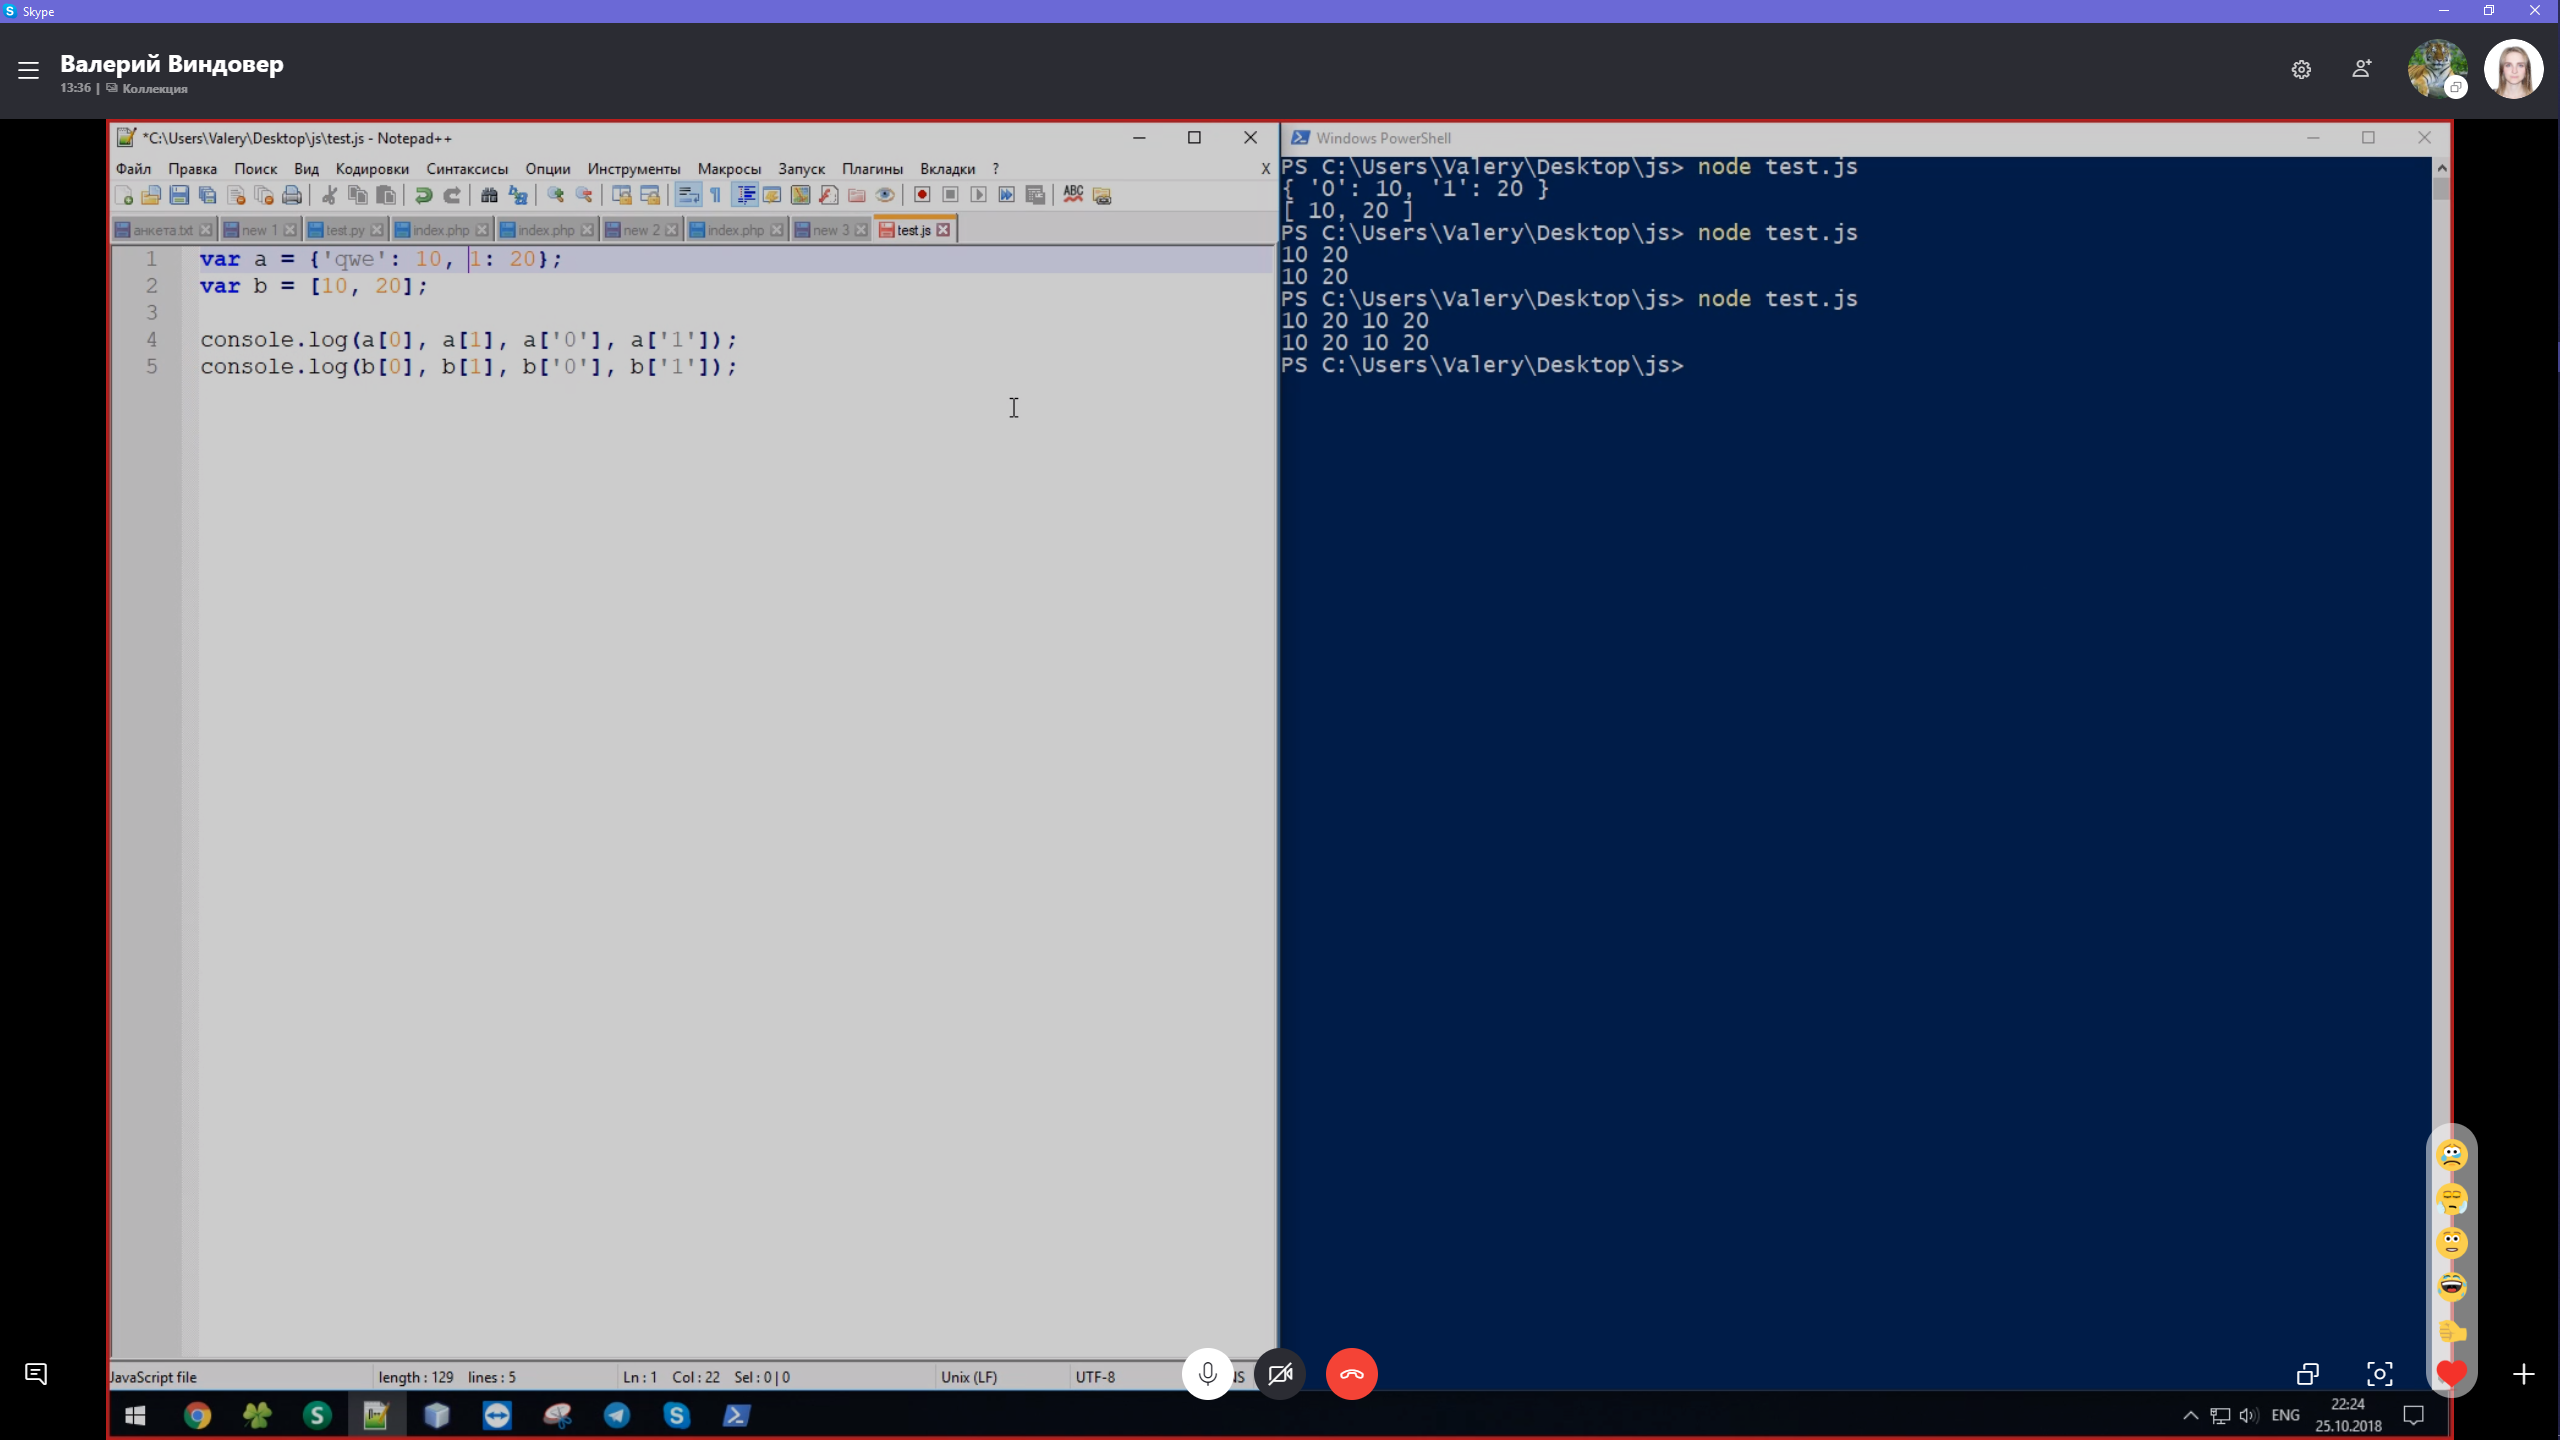 Skype
Валерий Виндовер
13:36 | Коллекция
*C:\Users\Valery\Desktop\js\test.js - Notepad++
Файл Правка Поиск Вид Кодировки Синтаксисы Опции Инструменты Макросы Запуск Плагины Вкладки ? X
ABC
анкета.txt new 1 test.py index.php index.php new 2 index.php new 3 test.js
1 var a = {'qwe': 10, 1: 20};
2 var b = [10, 20];
3
4 console.log(a[0], a[1], a['0'], a['1']);
5 console.log(b[0], b[1], b['0'], b['1']);
JavaScript file length : 129 lines : 5 Ln : 1 Col : 22 Sel : 0 | 0 Unix (LF) UTF-8
Windows PowerShell
PS C:\Users\Valery\Desktop\js> node test.js
{ '0': 10, '1': 20 }
[ 10, 20 ]
PS C:\Users\Valery\Desktop\js> node test.js
10 20
10 20
PS C:\Users\Valery\Desktop\js> node test.js
10 20 10 20
10 20 10 20
PS C:\Users\Valery\Desktop\js>
ENG
22:24
25.10.2018